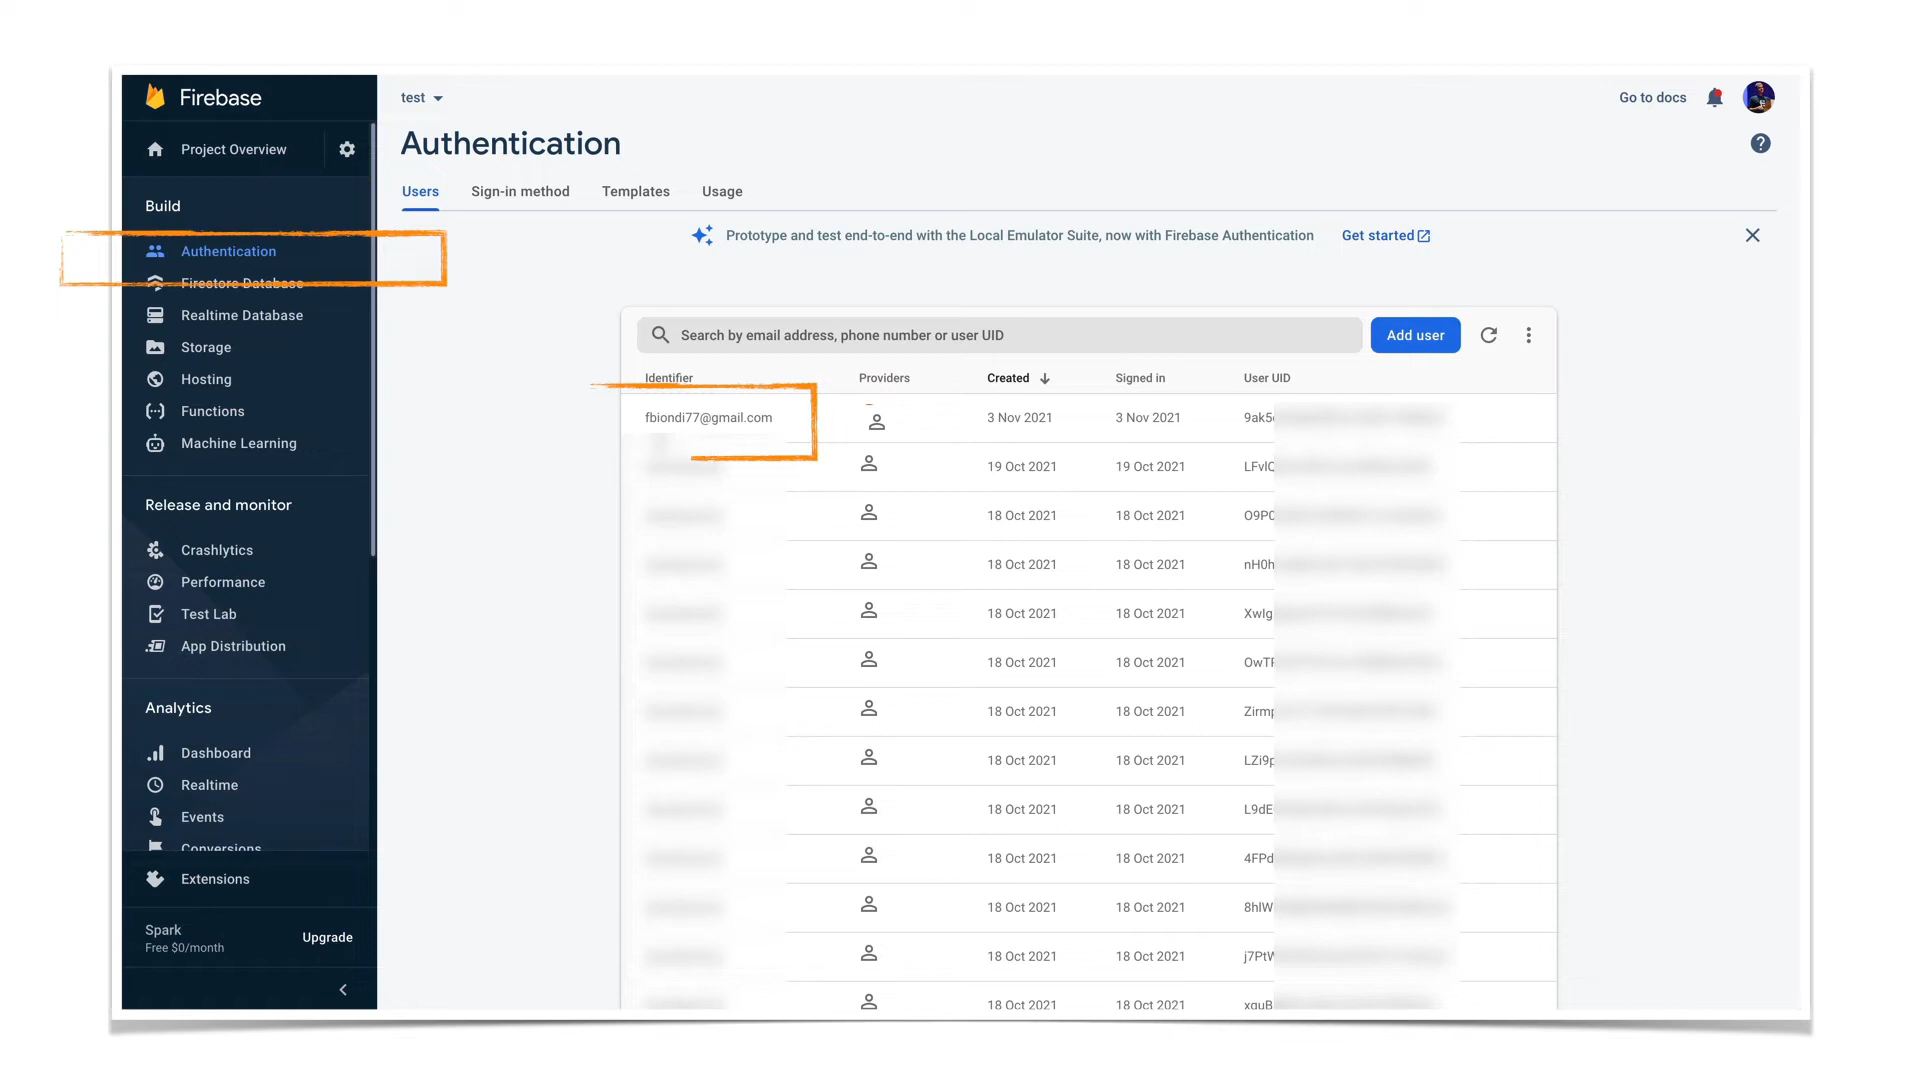 Firebase
Project Overview
Build
Authentication
Firestore Database
Realtime Database
Storage
Hosting
Functions
Machine Learning
Release and monitor
Crashlytics
Performance
Test Lab
App Distribution
Analytics
Dashboard
Realtime
Events
Conversions
Extensions
Spark
Free $0/month
Upgrade
test
Go to docs
Authentication
Users Sign-in method Templates Usage
Prototype and test end-to-end with the Local Emulator Suite, now with Firebase Authentication Get started
Search by email address, phone number or user UID Add user
Identifier Providers Created Signed in User UID
fbiondi77@gmail.com 3 Nov 2021 3 Nov 2021 9ak5
19 Oct 2021 19 Oct 2021
18 Oct 2021 18 Oct 2021 O9P0
18 Oct 2021 18 Oct 2021 nH0h
18 Oct 2021 18 Oct 2021 XwIg
18 Oct 2021 18 Oct 2021
18 Oct 2021 18 Oct 2021 Zirmp
18 Oct 2021 18 Oct 2021 LZi9p
18 Oct 2021 18 Oct 2021 L9dE
18 Oct 2021 18 Oct 2021 4FPd
18 Oct 2021 18 Oct 2021
18 Oct 2021 18 Oct 2021 j7PtW
18 Oct 2021 18 Oct 2021 xguB